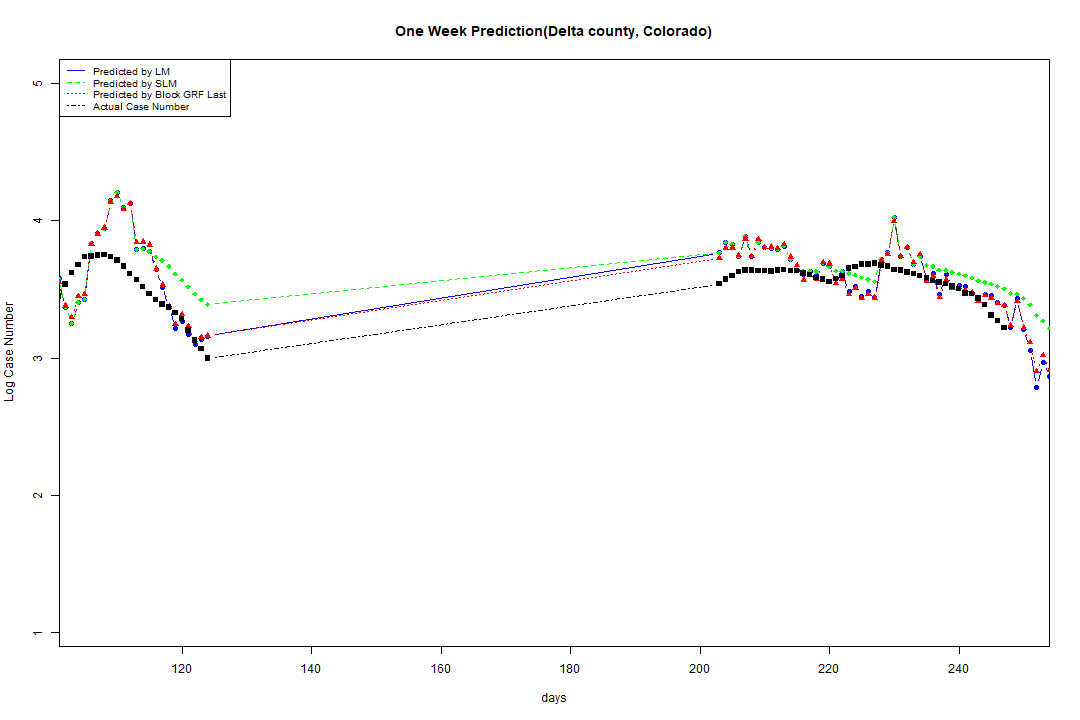 One Week Prediction(Delta county, Colorado)
Predicted by LM
Predicted by SLM
Predicted by Block GRF Last
Actual Case Number
5
4
3
2
1
Log Case Number
120 140 160 180 200 220 240
days